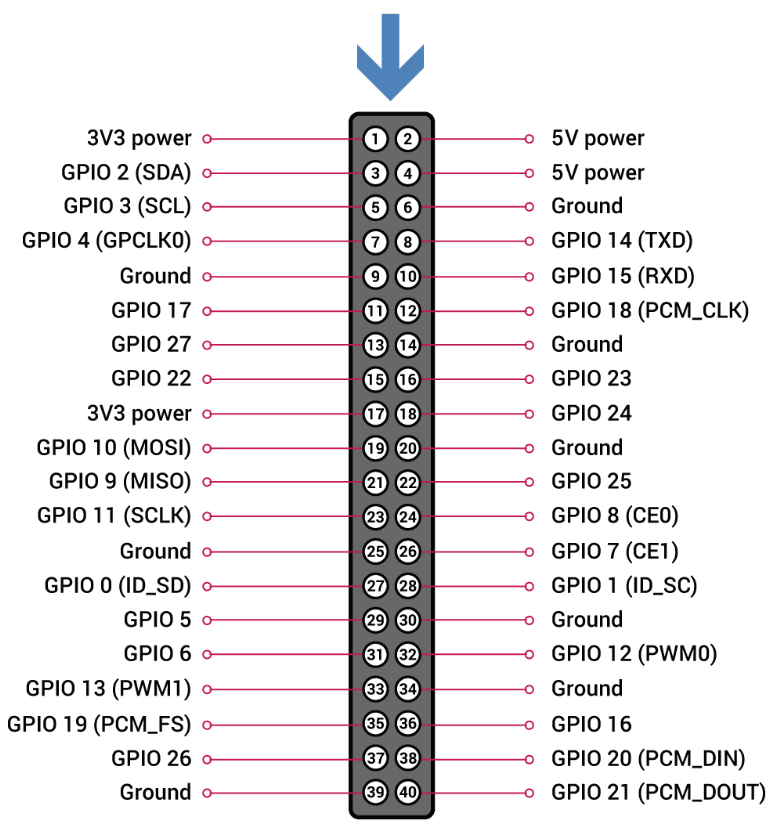 3V3 power 1 2 5V power
GPIO 2 (SDA) 3 4 5V power
GPIO 3 (SCL) 5 6 Ground
GPIO 4 (GPCLK0) 7 8 GPIO 14 (TXD)
Ground 9 10 GPIO 15 (RXD)
GPIO 17 11 12 GPIO 18 (PCM_CLK)
GPIO 27 13 14 Ground
GPIO 22 15 16 GPIO 23
3V3 power 17 18 GPIO 24
GPIO 10 (MOSI) 19 20 Ground
GPIO 9 (MISO) 21 22 GPIO 25
GPIO 11 (SCLK) 23 24 GPIO 8 (CE0)
Ground 25 26 GPIO 7 (CE1)
GPIO 0 (ID_SD) 27 28 GPIO 1 (ID_SC)
GPIO 5 29 30 Ground
GPIO 6 31 32 GPIO 12 (PWM0)
GPIO 13 (PWM1) 33 34 Ground
GPIO 19 (PCM_FS) 35 36 GPIO 16
GPIO 26 37 38 GPIO 20 (PCM_DIN)
Ground 39 40 GPIO 21 (PCM_DOUT)